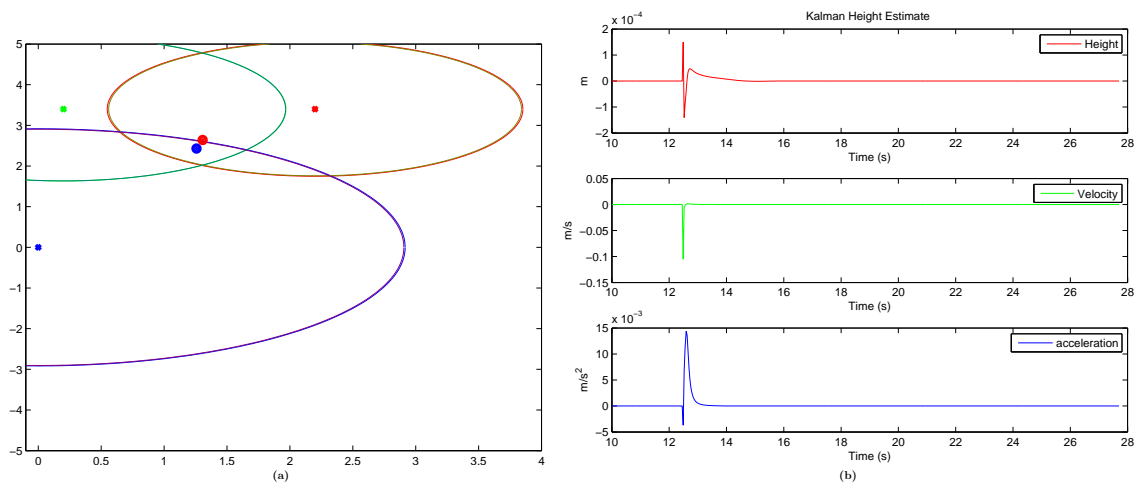 5
4
3
2
1
0
−1
−2
−3
−4
−5
0 0.5 1 1.5 2 2.5 3 3.5 4
(a)
Kalman Height Estimate
x 10⁻⁴
2
1
0
−1
−2
m
Height
10 12 14 16 18 20 22 24 26 28
Time (s)
0.05
0
−0.05
−0.1
−0.15
m/s
Velocity
10 12 14 16 18 20 22 24 26 28
Time (s)
x 10⁻³
15
10
5
0
−5
m/s²
acceleration
10 12 14 16 18 20 22 24 26 28
Time (s)
(b)